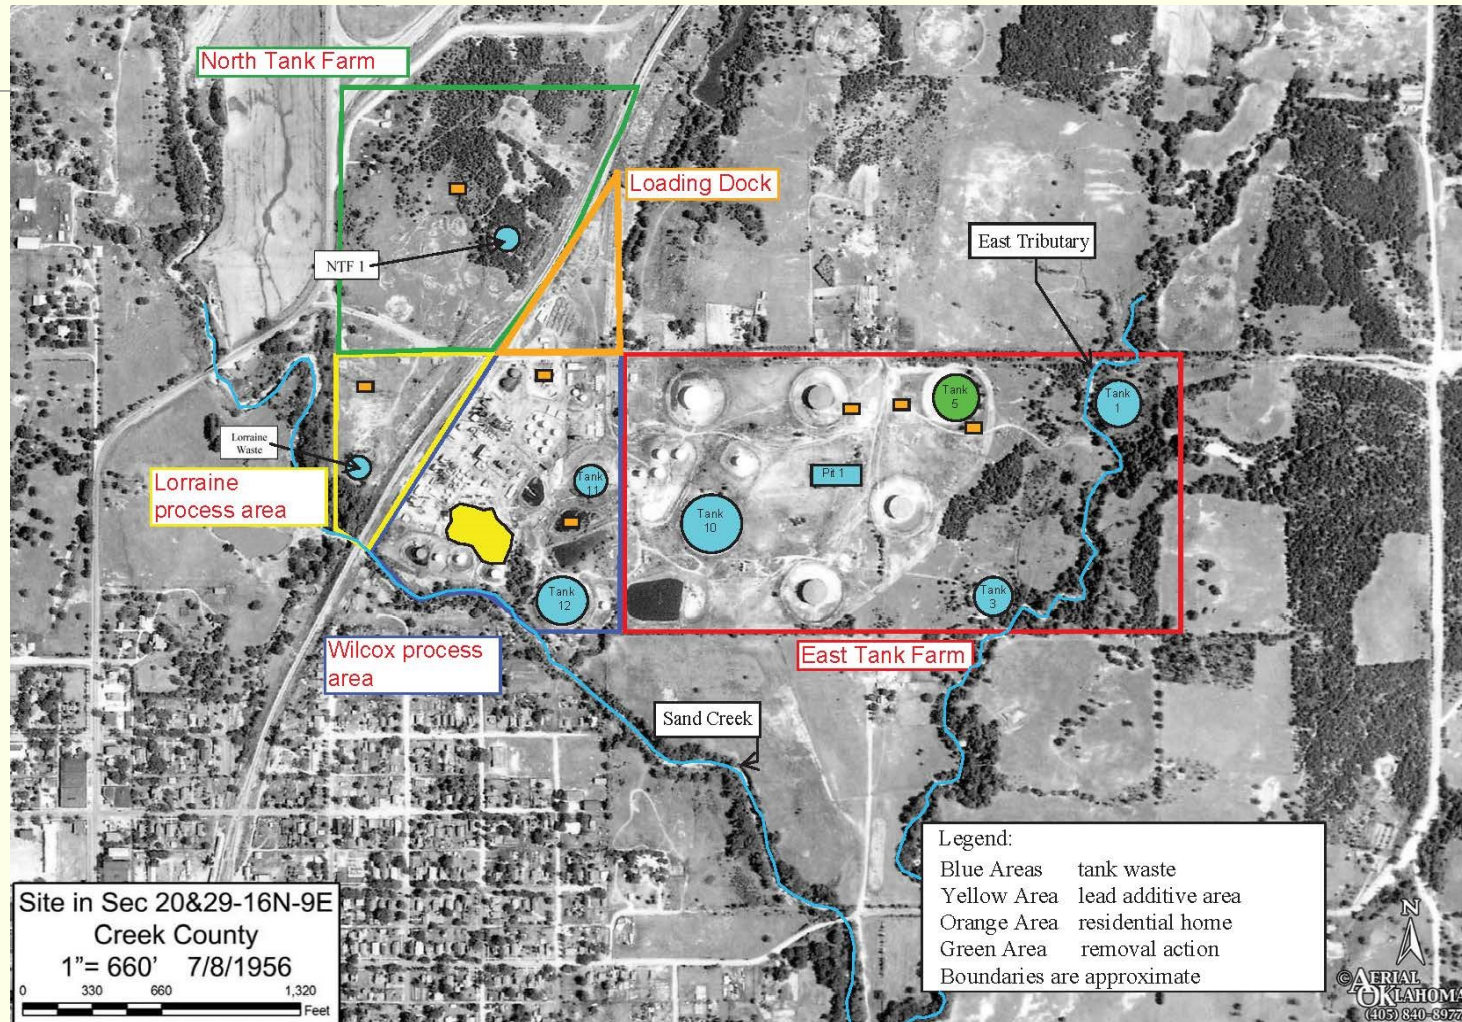 North Tank Farm
Loading Dock
East Tributary
NTF 1
Tank
5
Tank
1
Lorraine
Waste
Lorraine
process area
Tank
11
Pit 1
Tank
10
Tank
12
Tank
3
Wilcox process
area
East Tank Farm
Sand Creek
Legend:
Blue Areas tank waste
Yellow Area lead additive area
Orange Area residential home
Green Area removal action
Boundaries are approximate
Site in Sec 20&29-16N-9E
Creek County
1"= 660' 7/8/1956
0 330 660 1,320
Feet
N
©AERIAL
OKLAHOMA
(405) 840-8977